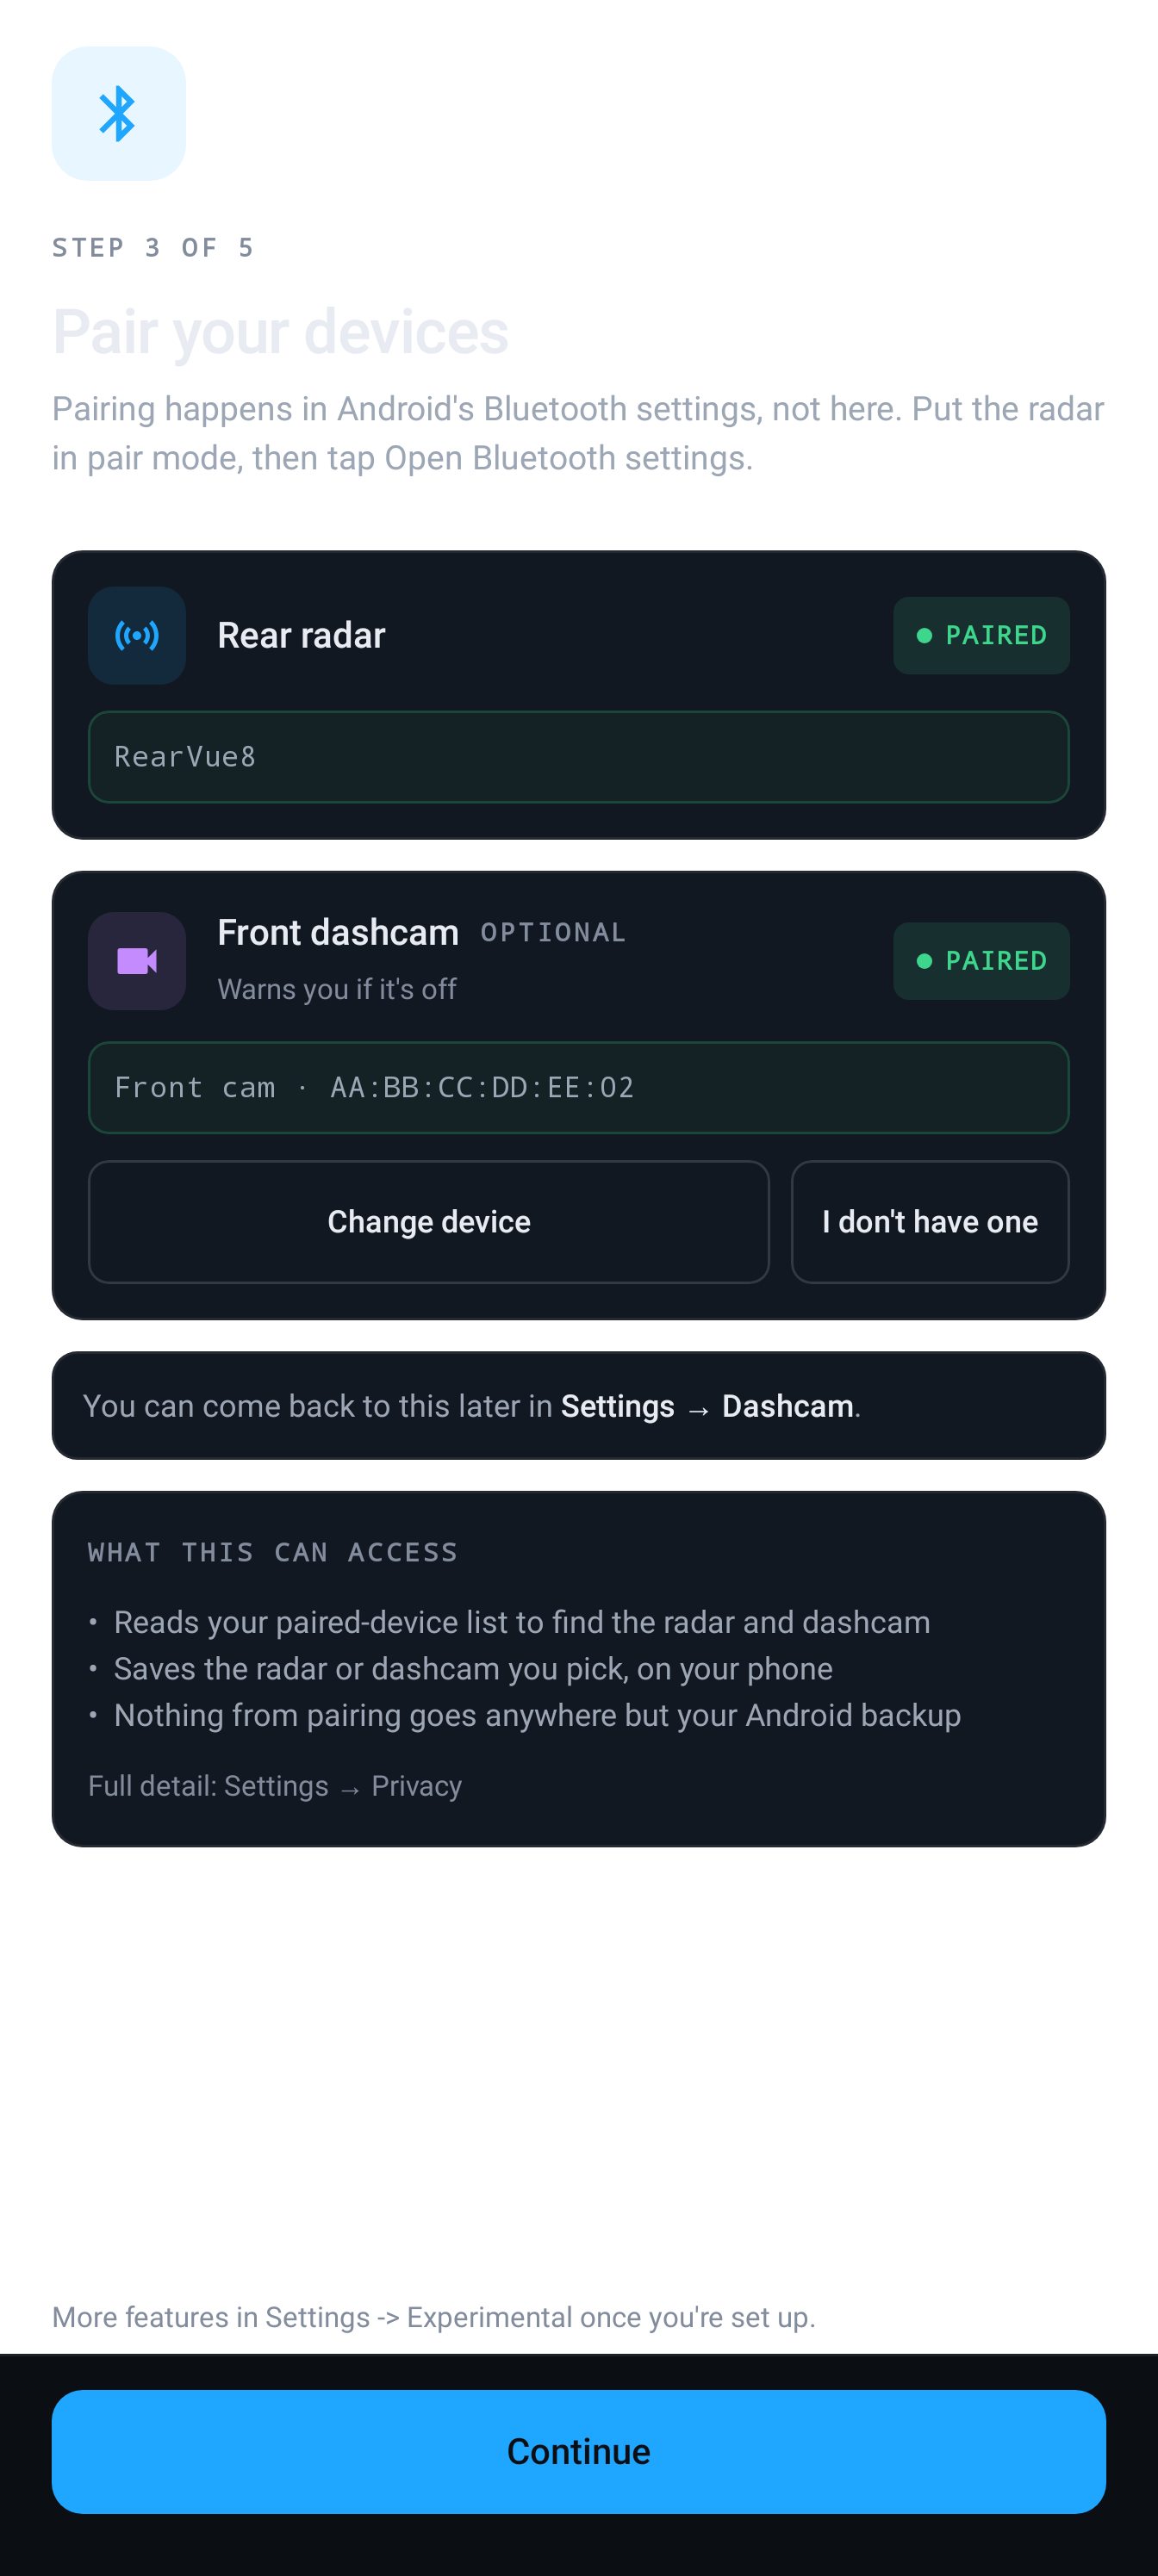 STEP 3 OF 5
Pair your devices
Pairing happens in Android's Bluetooth settings, not here. Put the radar
in pair mode, then tap Open Bluetooth settings.
Rear radar
PAIRED
RearVue8
Front dashcam OPTIONAL
Warns you if it's off
PAIRED
Front cam · AA:BB:CC:DD:EE:02
Change device
I don't have one
You can come back to this later in Settings → Dashcam.
WHAT THIS CAN ACCESS
• Reads your paired-device list to find the radar and dashcam
• Saves the radar or dashcam you pick, on your phone
• Nothing from pairing goes anywhere but your Android backup
Full detail: Settings → Privacy
More features in Settings -> Experimental once you're set up.
Continue